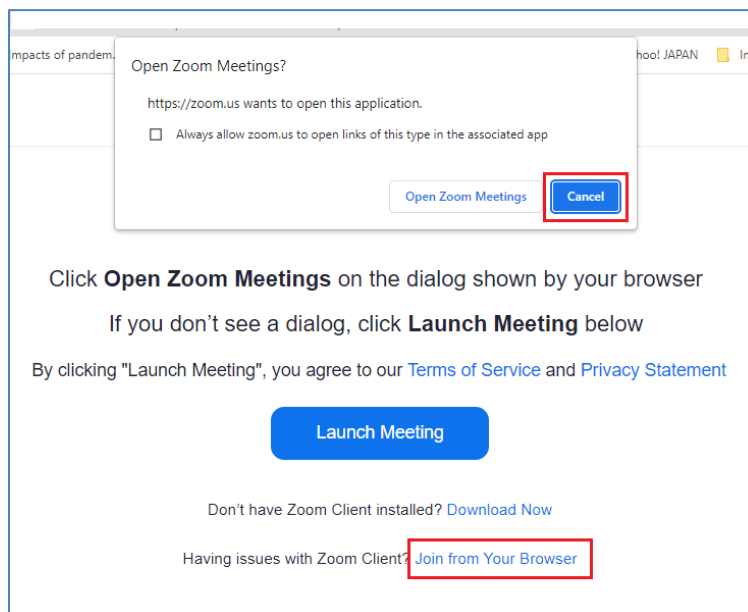 mpacts of pandem.
hoo! JAPAN
In
Open Zoom Meetings?
https://zoom.us wants to open this application.
Always allow zoom.us to open links of this type in the associated app
Open Zoom Meetings
Cancel
Click Open Zoom Meetings on the dialog shown by your browser
If you don’t see a dialog, click Launch Meeting below
By clicking "Launch Meeting", you agree to our Terms of Service and Privacy Statement
Launch Meeting
Don’t have Zoom Client installed? Download Now
Having issues with Zoom Client? Join from Your Browser